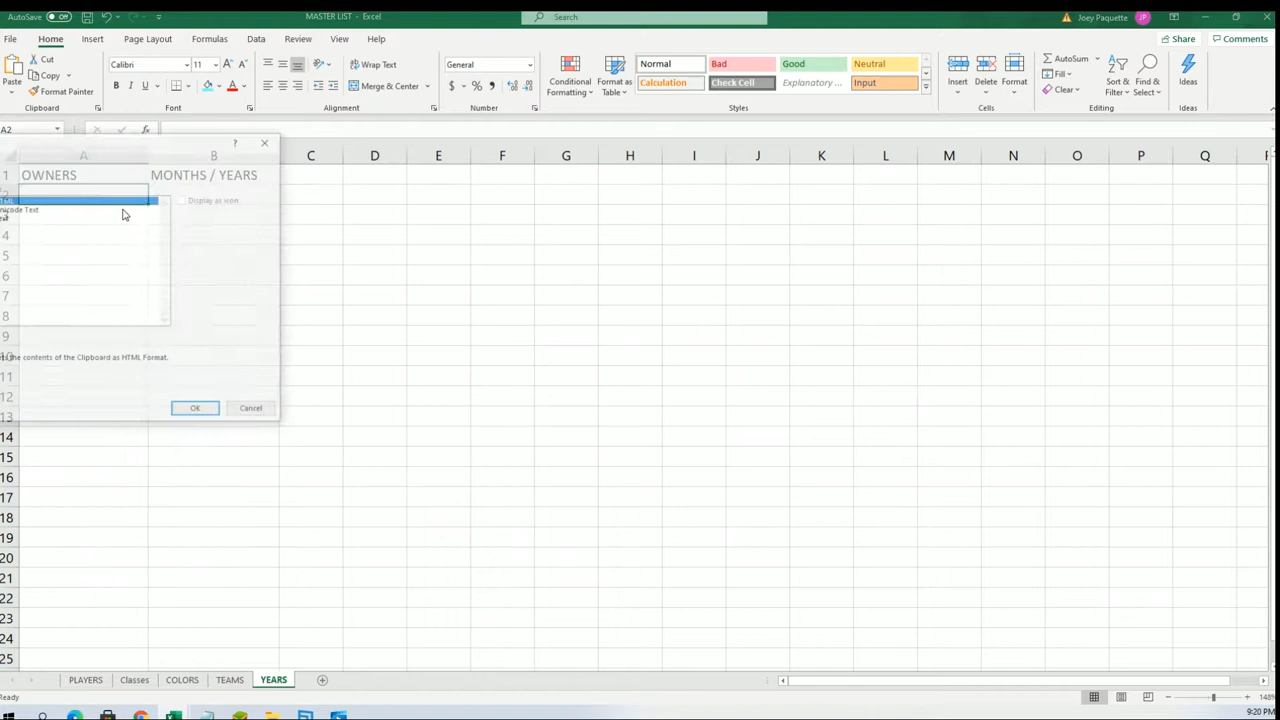 AutoSave Off MASTER LIST - Excel Search Joey Paquette JP
File Home Insert Page Layout Formulas Data Review View Help Share Comments
Cut Calibri 11 Wrap Text General Normal Bad Good Neutral AutoSum
Copy Fill
Paste Format Painter Merge & Center Calculation Check Cell Explanatory ... Input Conditional Formatting Format as Table Insert Delete Format Clear Sort & Filter Find & Select Ideas
Clipboard Font Alignment Number Styles Cells Editing Ideas
A2
A B C D E F G H I J K L M N O P Q
1 OWNERS MONTHS / YEARS
2
Display as icon
Text
4
5
6
7
8
9
10 the contents of the Clipboard as HTML Format.
11
12 OK Cancel
13
14
15
16
17
18
19
20
21
22
23
24
25
PLAYERS Classes COLORS TEAMS YEARS
Ready 148%
9:20 PM